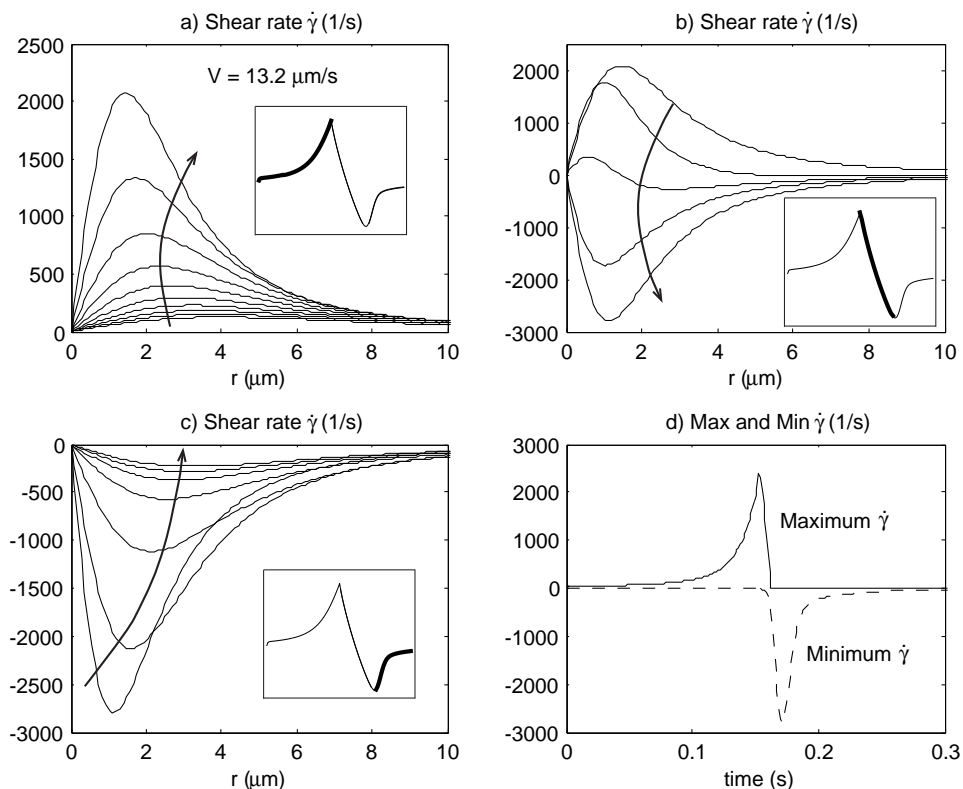 a) Shear rate γ̇ (1/s)
2500
2000
1500
1000
500
0
V = 13.2 μm/s
0 2 4 6 8 10
r (μm)
b) Shear rate γ̇ (1/s)
2000
1000
0
-1000
-2000
-3000
0 2 4 6 8 10
r (μm)
c) Shear rate γ̇ (1/s)
0
-500
-1000
-1500
-2000
-2500
-3000
0 2 4 6 8 10
r (μm)
d) Max and Min γ̇ (1/s)
3000
2000
1000
0
-1000
-2000
-3000
Maximum γ̇
Minimum γ̇
0 0.1 0.2 0.3
time (s)